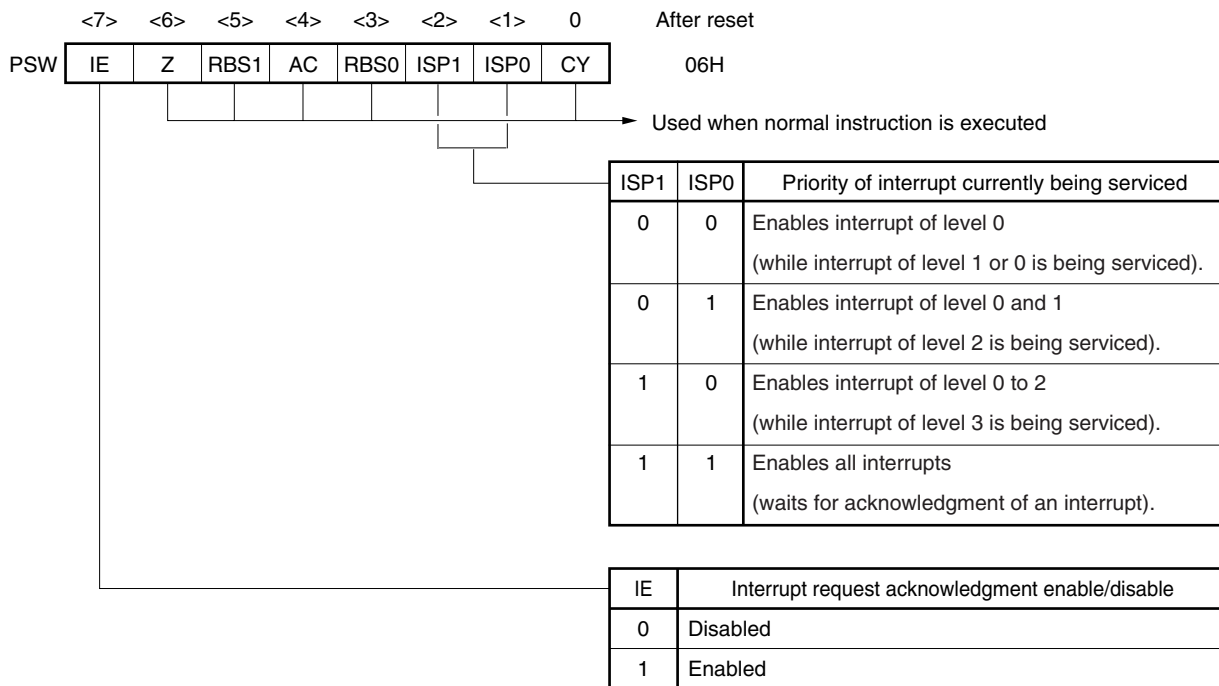 <7> <6> <5> <4> <3> <2> <1> 0 After reset
PSW IE Z RBS1 AC RBS0 ISP1 ISP0 CY 06H
Used when normal instruction is executed
ISP1 ISP0 Priority of interrupt currently being serviced
0 0 Enables interrupt of level 0
(while interrupt of level 1 or 0 is being serviced).
0 1 Enables interrupt of level 0 and 1
(while interrupt of level 2 is being serviced).
1 0 Enables interrupt of level 0 to 2
(while interrupt of level 3 is being serviced).
1 1 Enables all interrupts
(waits for acknowledgment of an interrupt).
IE Interrupt request acknowledgment enable/disable
0 Disabled
1 Enabled